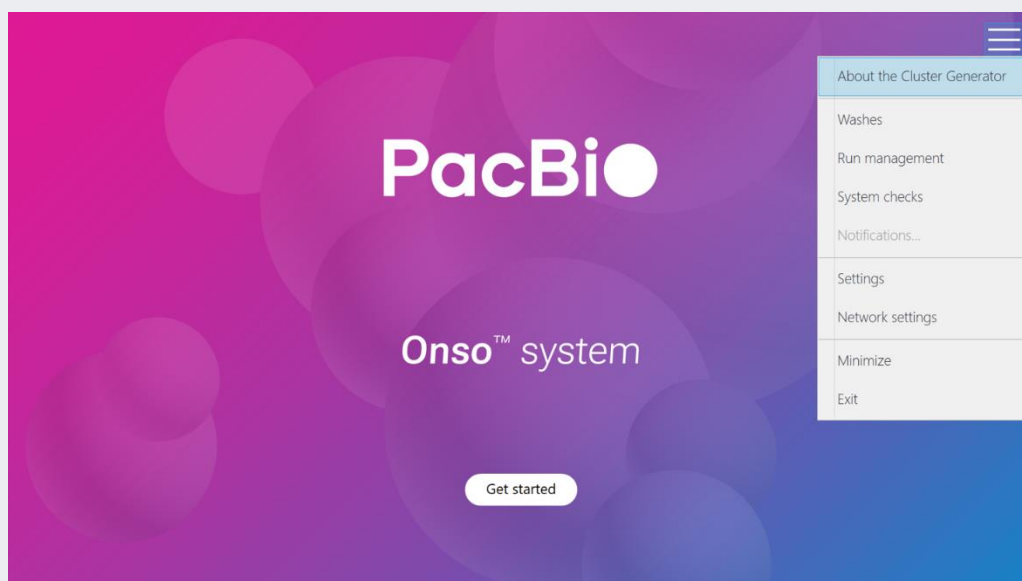 PacBio
Onso™ system
Get started
About the Cluster Generator
Washes
Run management
System checks
Notifications...
Settings
Network settings
Minimize
Exit